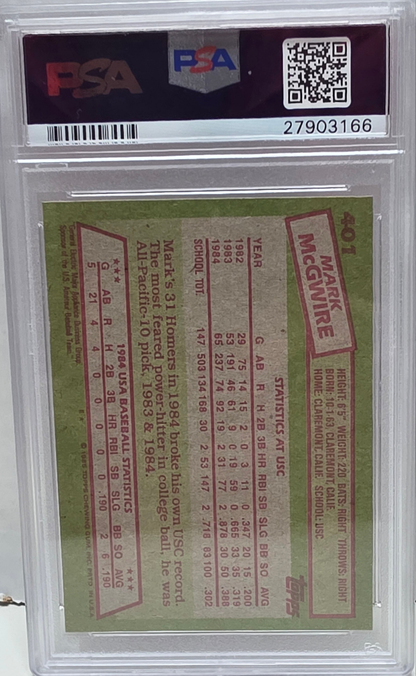 PSA
PSA
27903166
401
MARK
McGWIRE
HEIGHT: 6'5" WEIGHT: 220 BATS: RIGHT THROWS: RIGHT
BORN: 10-1-63, CLAREMONT, CALIF.
HOME: CLAREMONT, CALIF. SCHOOL: USC
topps
STATISTICS AT USC
YEAR G AB R H 2B 3B HR RBI SB SLG BB SO AVG
1982 29 75 14 15 2 0 3 11 0 .347 20 15 .200
1983 53 191 46 61 9 0 19 59 0 .665 33 35 .319
1984 65 237 74 92 19 2 31 77 2 .878 30 50 .388
SCHOOL TOT. 147 503 134 168 30 2 53 147 2 .718 83 100 .302
Mark's 31 Homers in 1984 broke his own USC record.
The most feared power-hitter in college ball, he was
All-Pacific-10 pick, 1983 & 1984.
1984 USA BASEBALL STATISTICS
G AB R H 2B 3B HR RBI SB SLG BB SO AVG
5 21 4 4 0 0 0 0 0 .190 2 6 .190